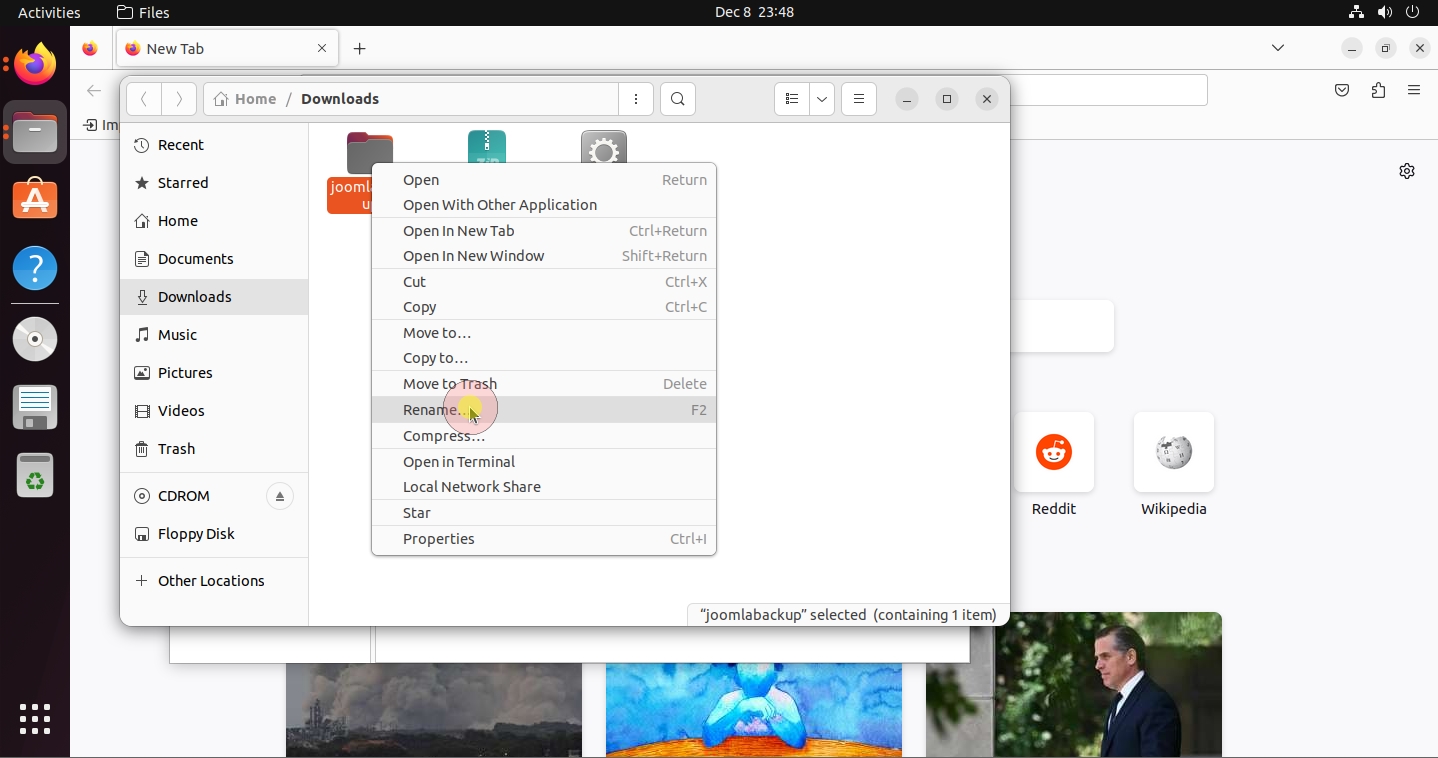 Activities
Files
Dec 8 23:48
New Tab
Im
Home / Downloads
Recent
Starred
Home
Documents
Downloads
Music
Pictures
Videos
Trash
CDROM
Floppy Disk
+ Other Locations
joomla
u
Open Return
Open With Other Application
Open In New Tab Ctrl+Return
Open In New Window Shift+Return
Cut Ctrl+X
Copy Ctrl+C
Move to…
Copy to…
Move to Trash Delete
Rename… F2
Compress…
Open in Terminal
Local Network Share
Star
Properties Ctrl+I
“joomlabackup” selected (containing 1 item)
Reddit
Wikipedia